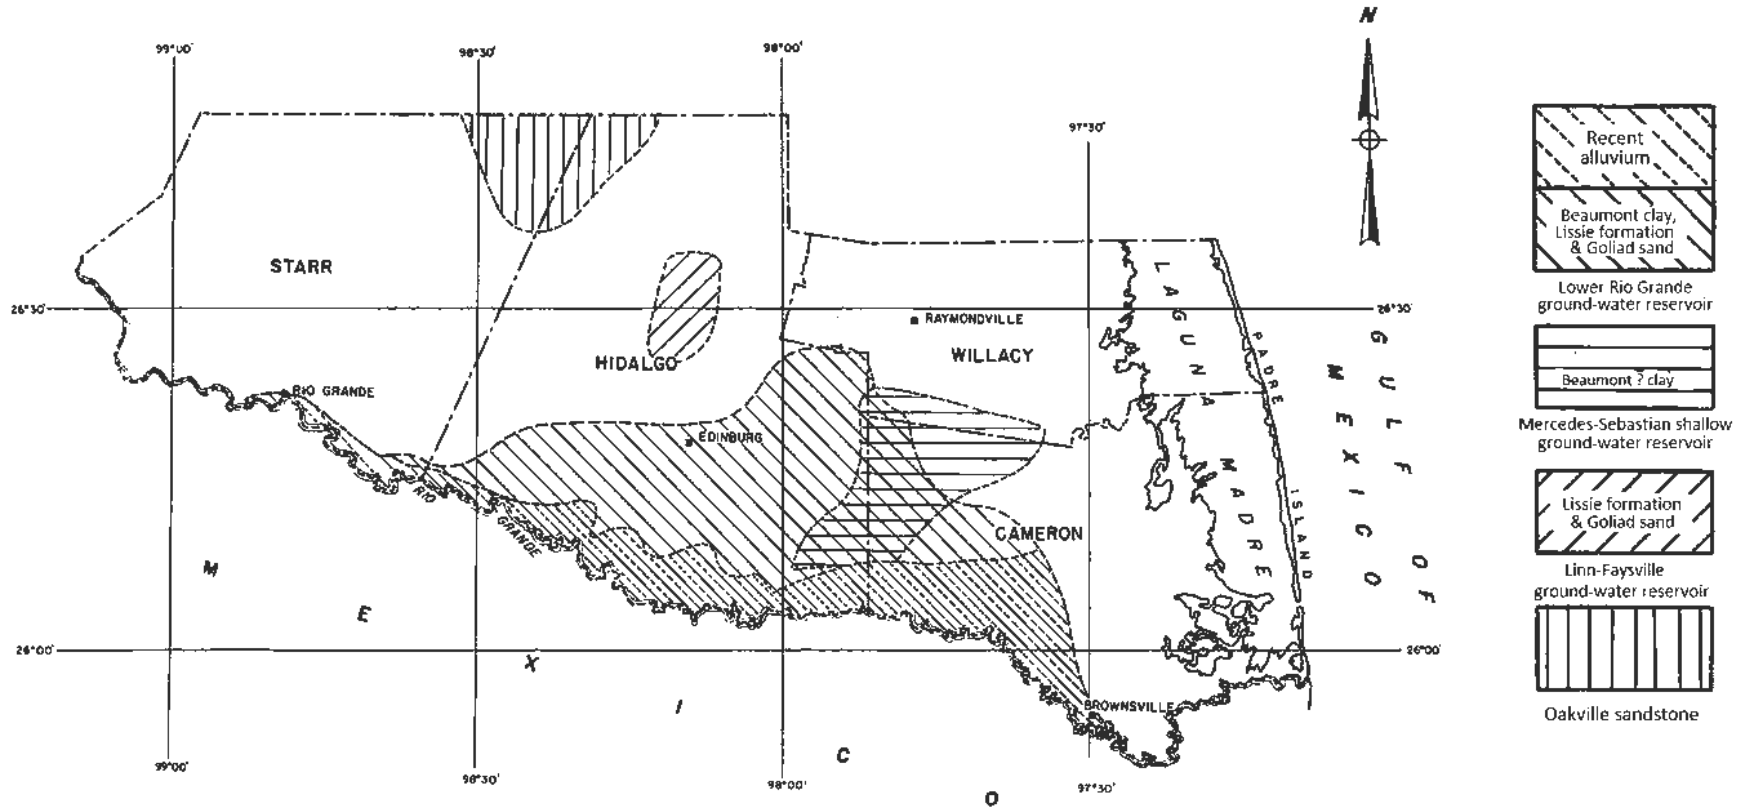 N
99°00'
98°30'
98°00'
97°30'
STARR
26°30'
26°30'
HIDALGO
RAYMONDVILLE
WILLACY
RIO GRANDE
EDINBURG
RIO
GRANDE
CAMERON
BROWNSVILLE
LAGUNA
MADRE
PADRE
ISLAND
GULF OF
MEXICO
MEXICO
26°00'
26°00'
99°00'
98°30'
98°00'
97°30'
Recent
alluvium
Beaumont clay,
Lissie formation
& Goliad sand
Lower Rio Grande
ground-water reservoir
Beaumont ? clay
Mercedes-Sebastian shallow
ground-water reservoir
Lissie formation
& Goliad sand
Linn-Faysville
ground-water reservoir
Oakville sandstone